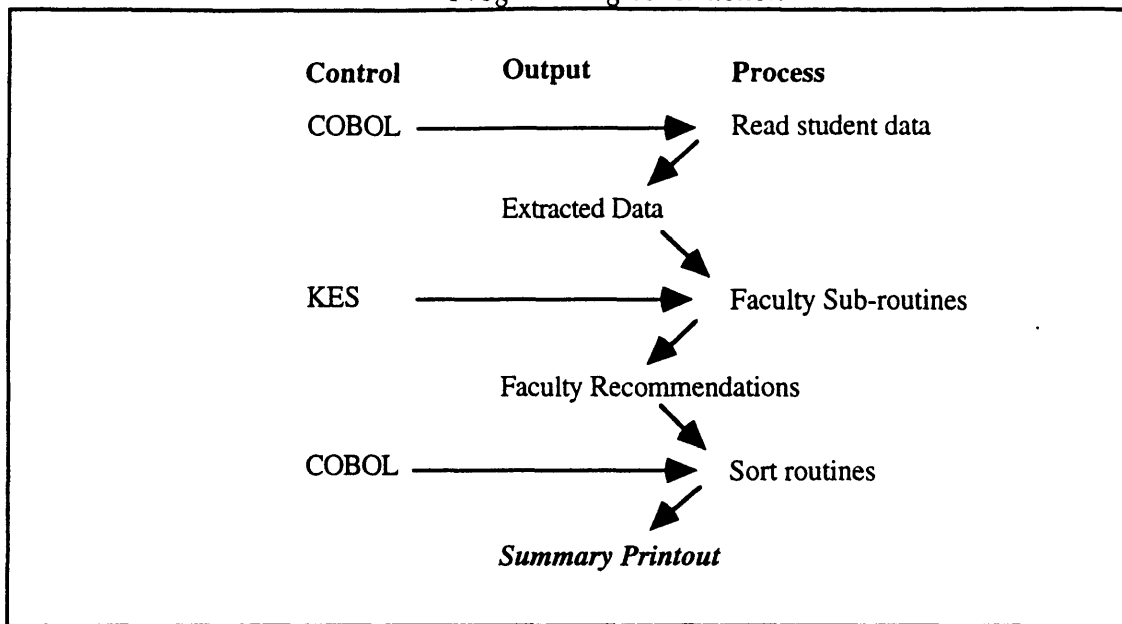 Control Output Process
COBOL Read student data
Extracted Data
KES Faculty Sub-routines
Faculty Recommendations
COBOL Sort routines
Summary Printout